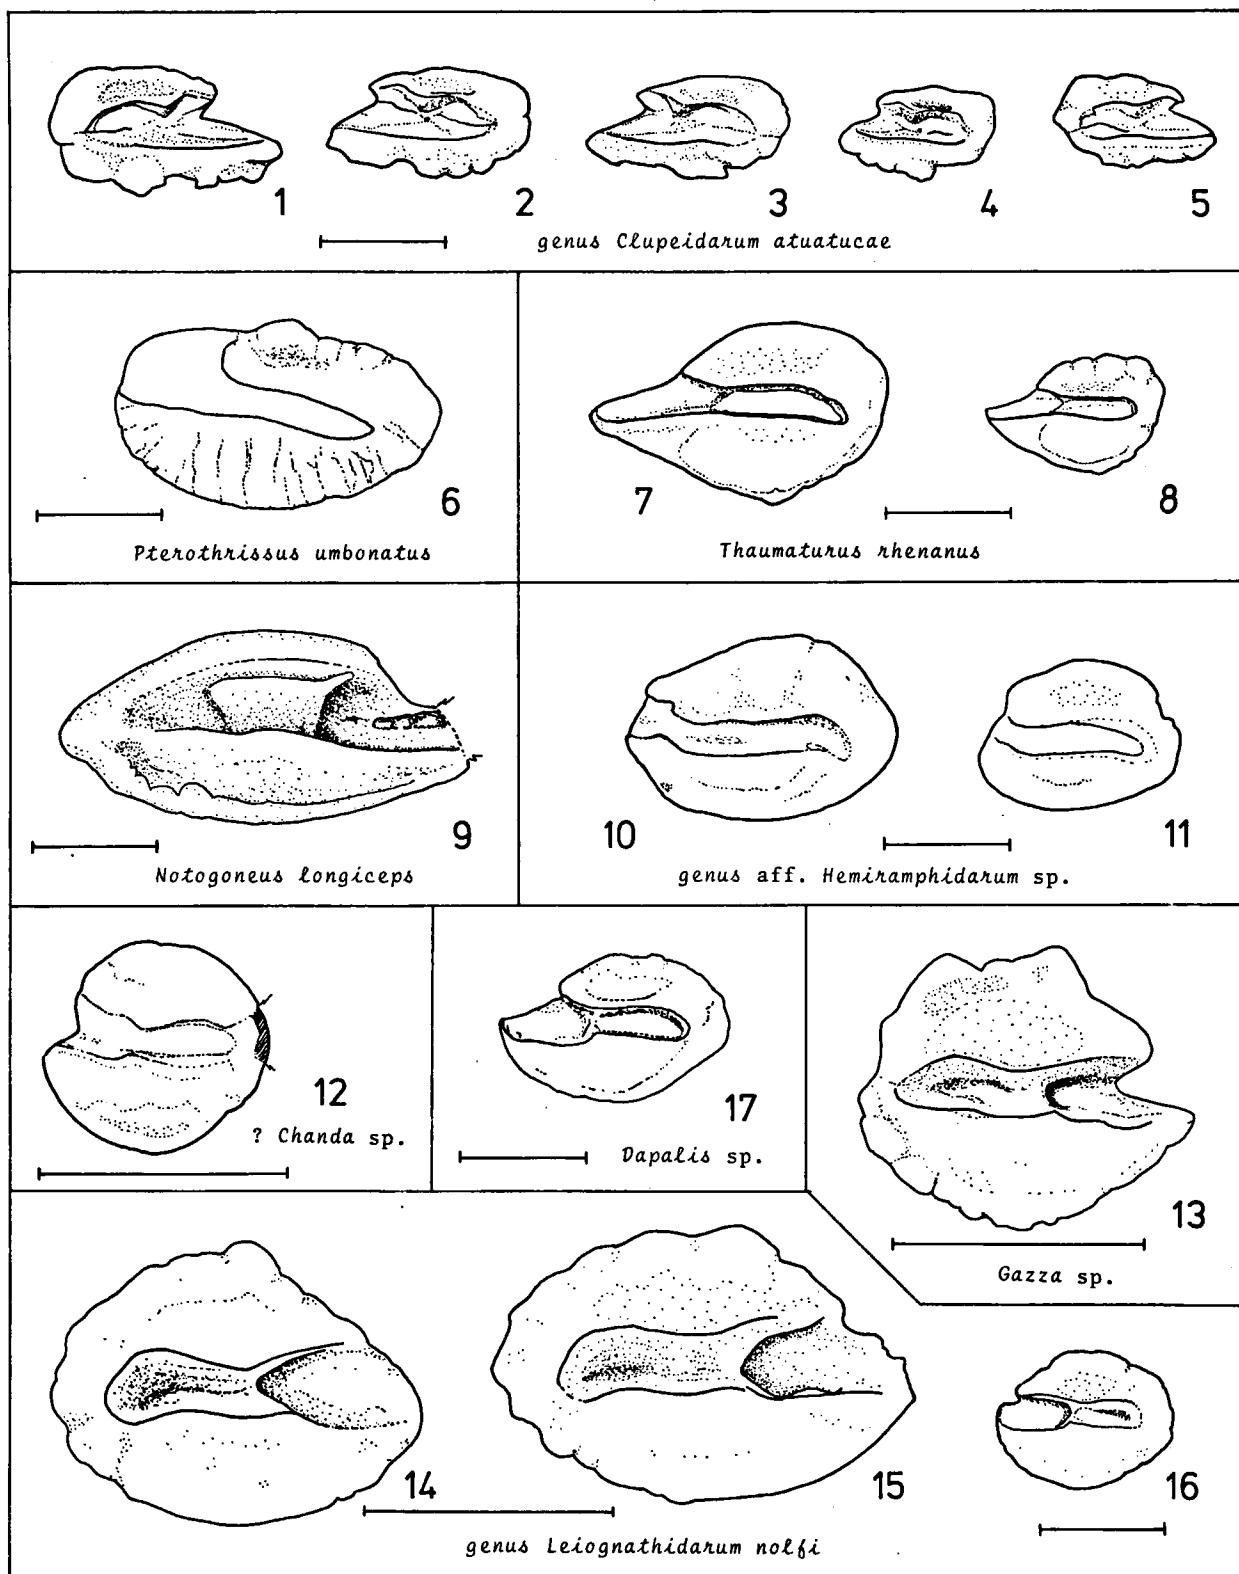 1 2 3 4 5
genus Clupeidarum atuatucae
6
Pterothrissus umbonatus
7 8
Thaumaturus rhenanus
9
Notogoneus longiceps
10 11
genus aff. Hemiramphidarum sp.
12
? Chanda sp.
17
Dapalis sp.
13
Gazza sp.
14 15 16
genus Leiognathidarum nolfi